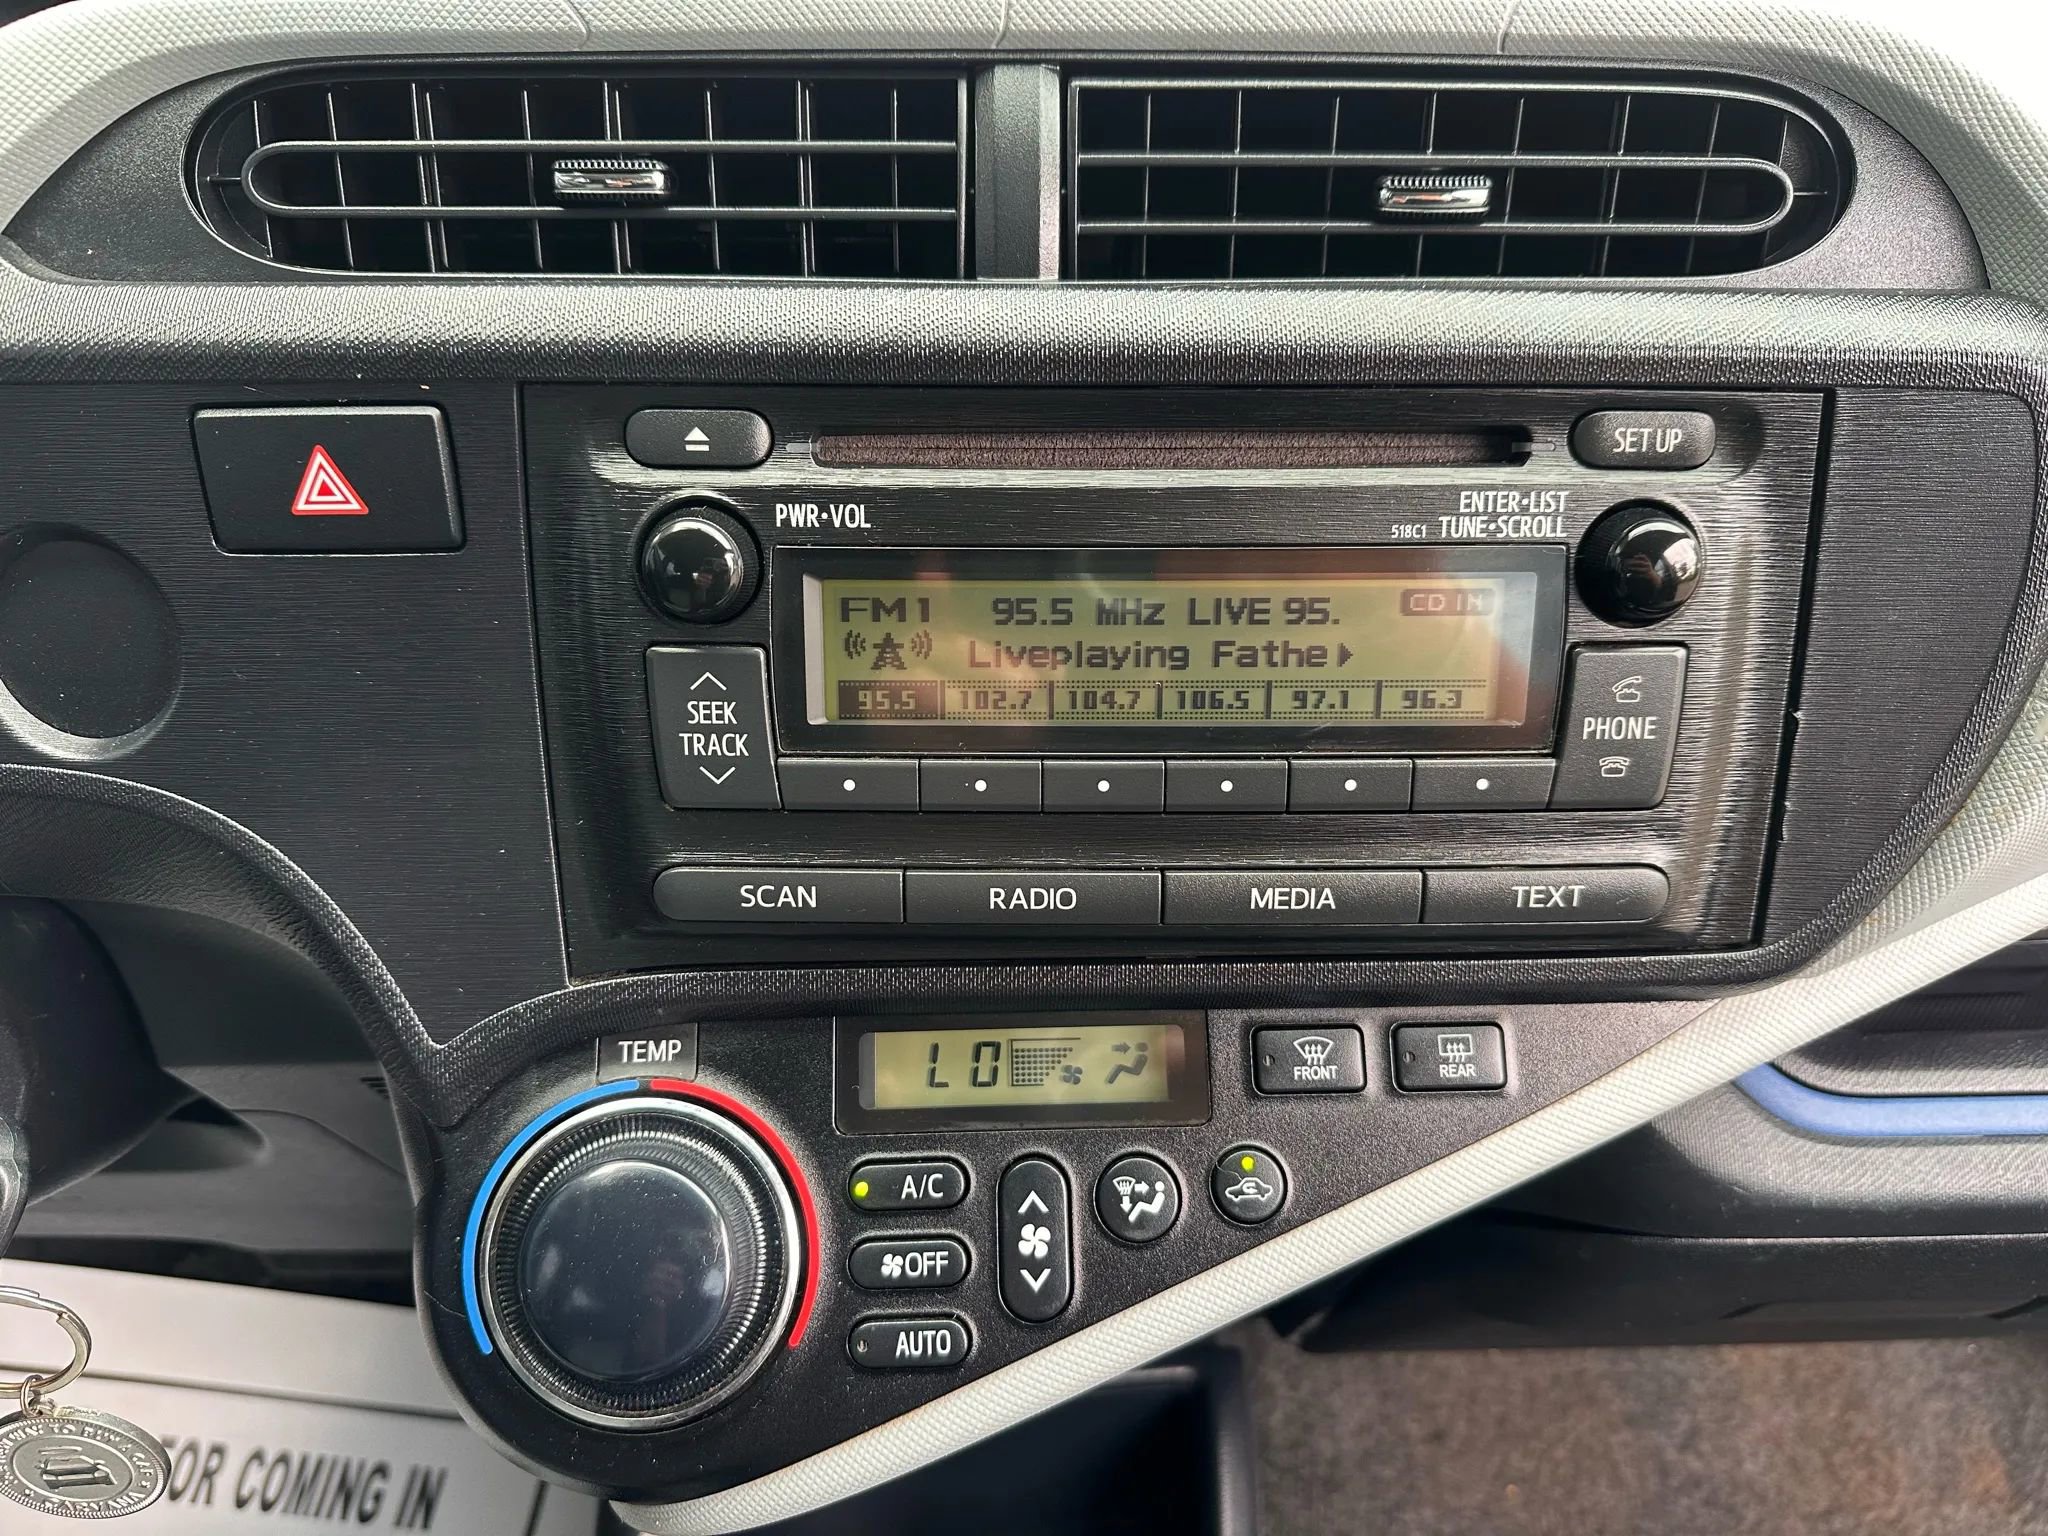 SET UP
PWR•VOL
ENTER•LIST
518C1 TUNE•SCROLL
FM1 95.5 MHz LIVE 95. CD IN
Liveplaying Fathe
95.5 102.7 104.7 106.5 97.1 96.3
SEEK
TRACK
PHONE
SCAN RADIO MEDIA TEXT
TEMP
LO
FRONT
REAR
A/C
OFF
AUTO
OR COMING IN